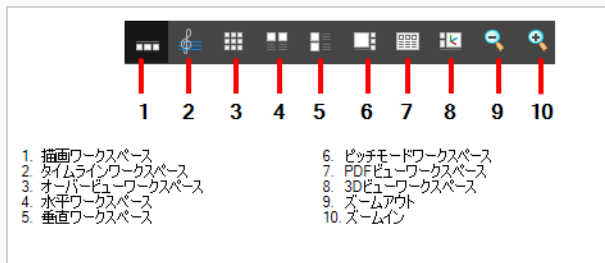 1 2 3 4 5 6 7 8 9 10
1. 描画ワークスペース
2. タイムラインワークスペース
3. オーバービューワークスペース
4. 水平ワークスペース
5. 垂直ワークスペース
6. ピッチモードワークスペース
7. PDFビューワークスペース
8. 3Dビューワークスペース
9. ズームアウト
10. ズームイン